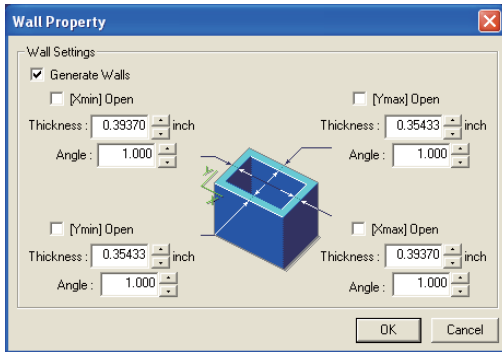 Wall Property
Wall Settings
Generate Walls
[Xmin] Open
Thickness : 0.39370 inch
Angle : 1.000
[Ymax] Open
Thickness : 0.35433 inch
Angle : 1.000
[Ymin] Open
Thickness : 0.35433 inch
Angle : 1.000
[Xmax] Open
Thickness : 0.39370 inch
Angle : 1.000
Y
X
OK
Cancel